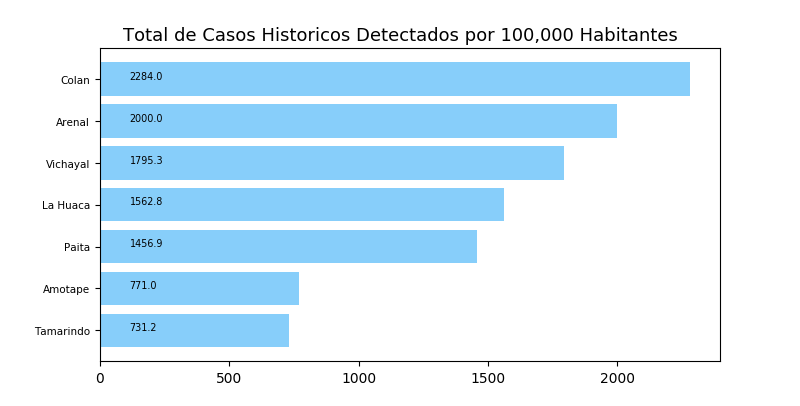 Total de Casos Historicos Detectados por 100,000 Habitantes
Colan 2284.0
Arenal 2000.0
Vichayal 1795.3
La Huaca 1562.8
Paita 1456.9
Amotape 771.0
Tamarindo 731.2
0 500 1000 1500 2000